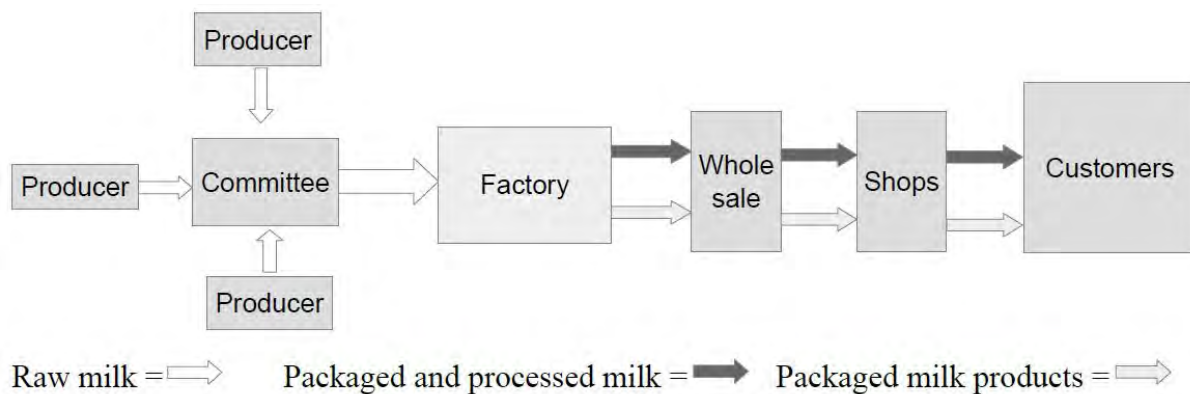 Producer
Producer
Committee
Producer
Factory
Whole
sale
Shops
Customers
Raw milk =
Packaged and processed milk =
Packaged milk products =